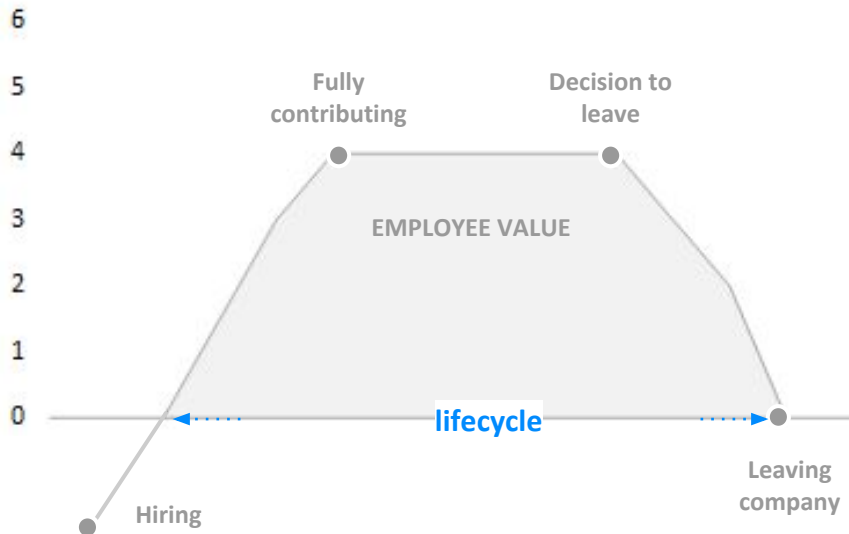 6
5
4
3
2
1
0
Fully
contributing
Decision to
leave
EMPLOYEE VALUE
lifecycle
Hiring
Leaving
company